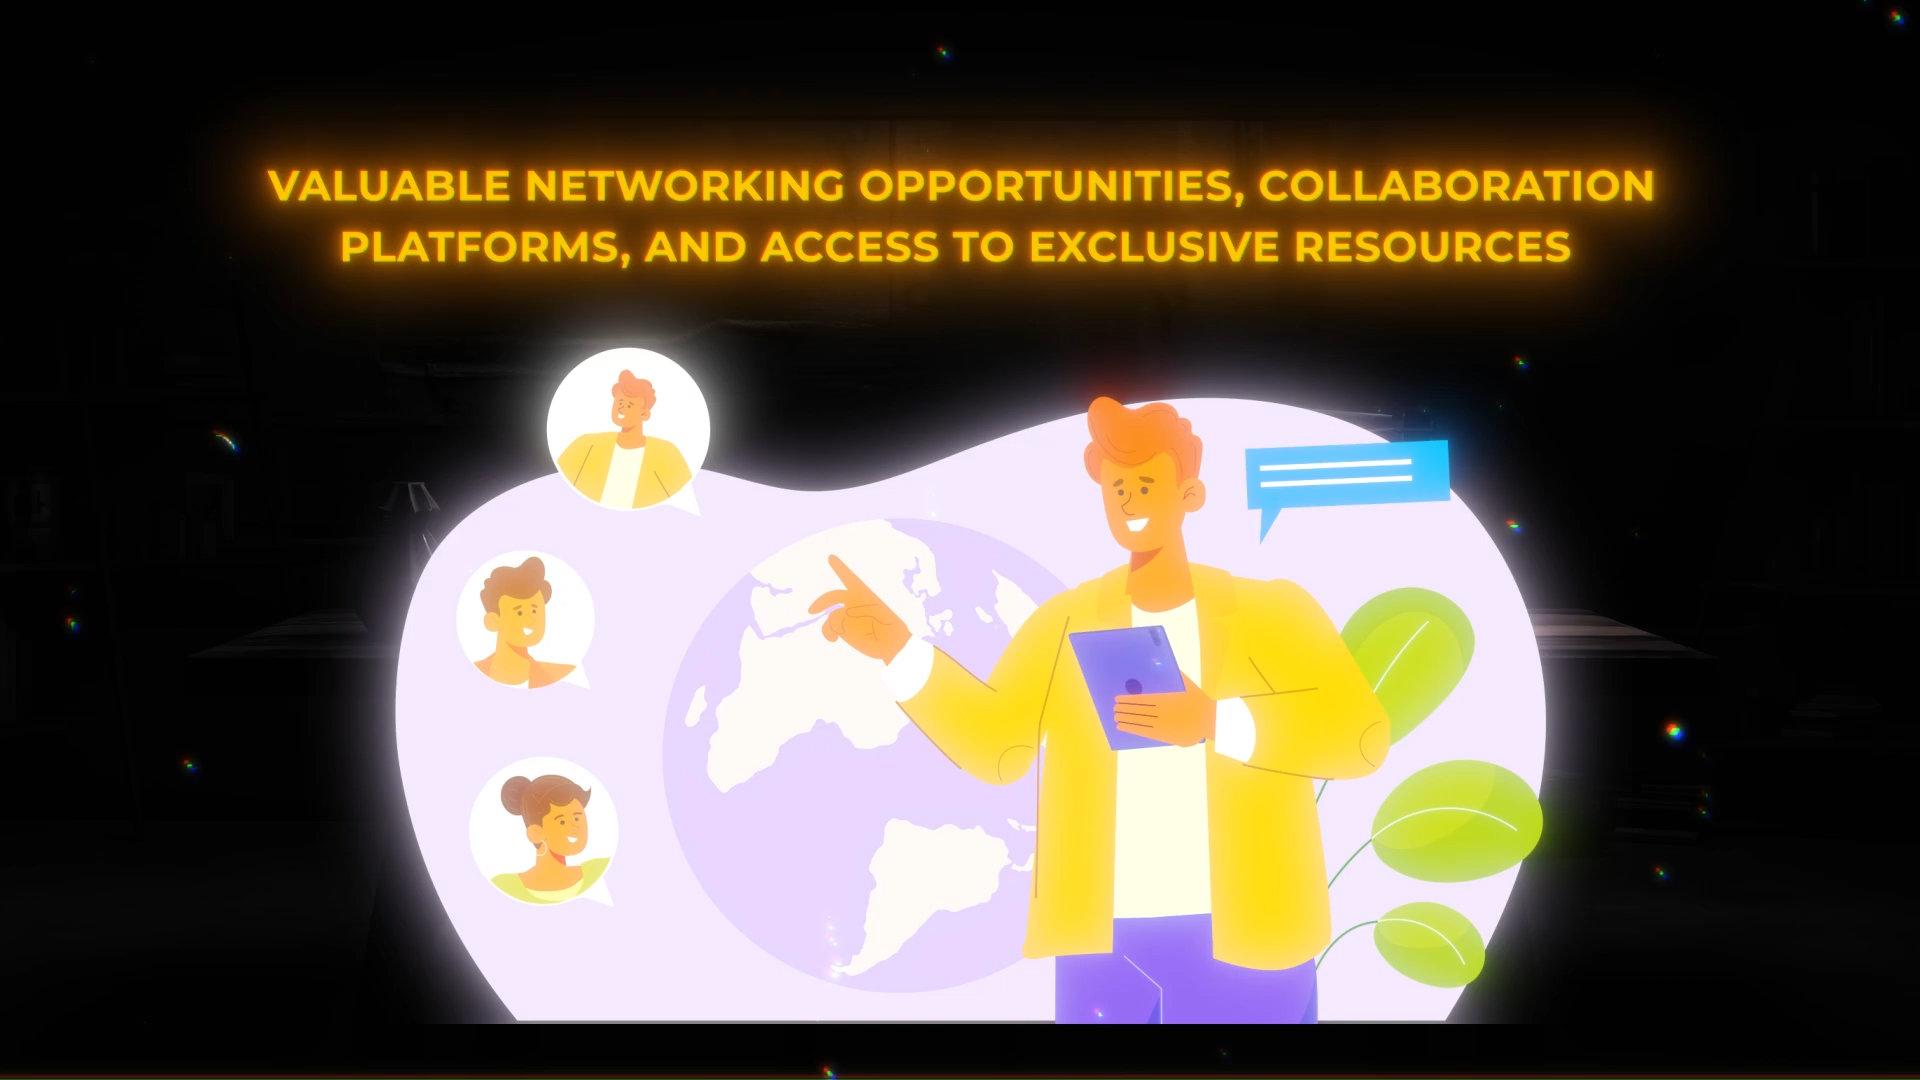 VALUABLE NETWORKING OPPORTUNITIES, COLLABORATION
PLATFORMS, AND ACCESS TO EXCLUSIVE RESOURCES